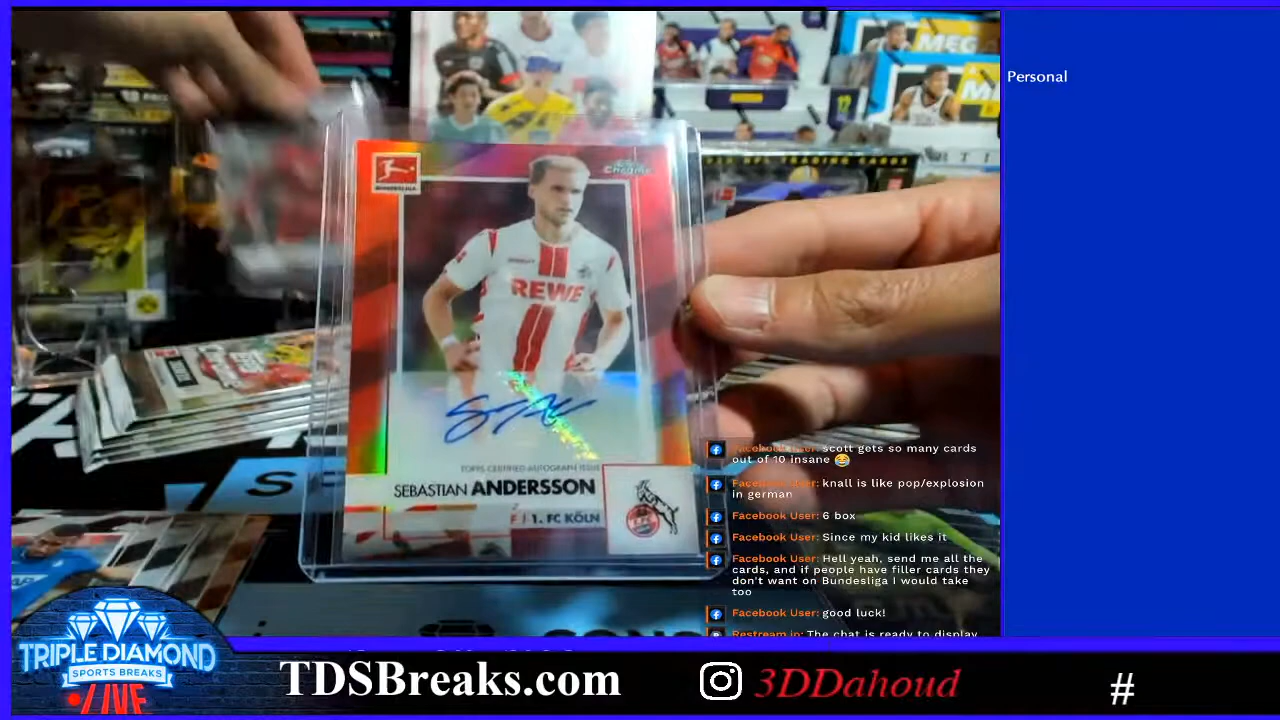 MEG
Personal
BUNDESLIGA
Chrome
NFL TRADING CARDS
REWE
TOPPS CERTIFIED AUTOGRAPH ISSUE
SEBASTIAN ANDERSSON
F | 1. FC KÖLN
Facebook User: scott gets so many cards
out of 10 insane 😂
Facebook User: knall is like pop/explosion
in german
Facebook User: 6 box
Facebook User: Since my kid likes it
Facebook User: Hell yeah, send me all the
cards, and if people have filler cards they
don't want on Bundesliga I would take
too
Facebook User: good luck!
Restream.io: The chat is ready to display
TRIPLE DIAMOND
SPORTS BREAKS
LIVE
TDSBreaks.com
3DDahoud
#